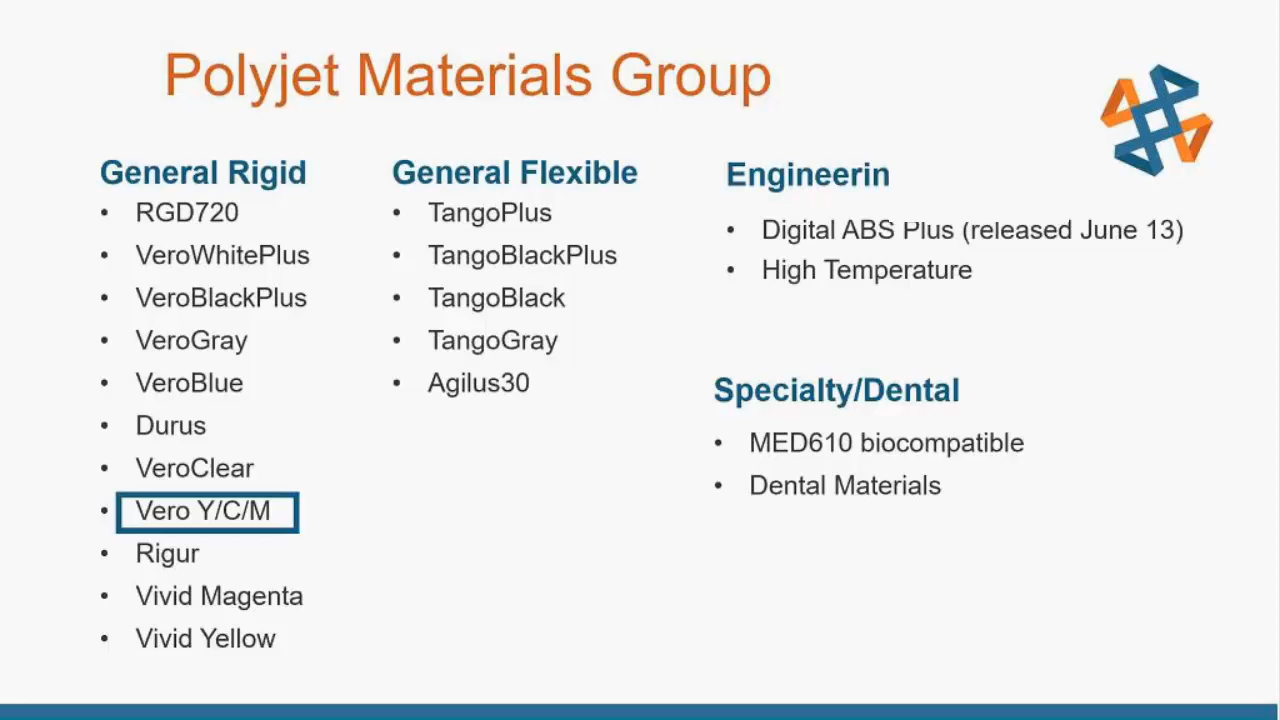 Polyjet Materials Group
General Rigid
• RGD720
• VeroWhitePlus
• VeroBlackPlus
• VeroGray
• VeroBlue
• Durus
• VeroClear
• Vero Y/C/M
• Rigur
• Vivid Magenta
• Vivid Yellow
General Flexible
• TangoPlus
• TangoBlackPlus
• TangoBlack
• TangoGray
• Agilus30
Engineerin
• Digital ABS Plus (released June 13)
• High Temperature
Specialty/Dental
• MED610 biocompatible
• Dental Materials